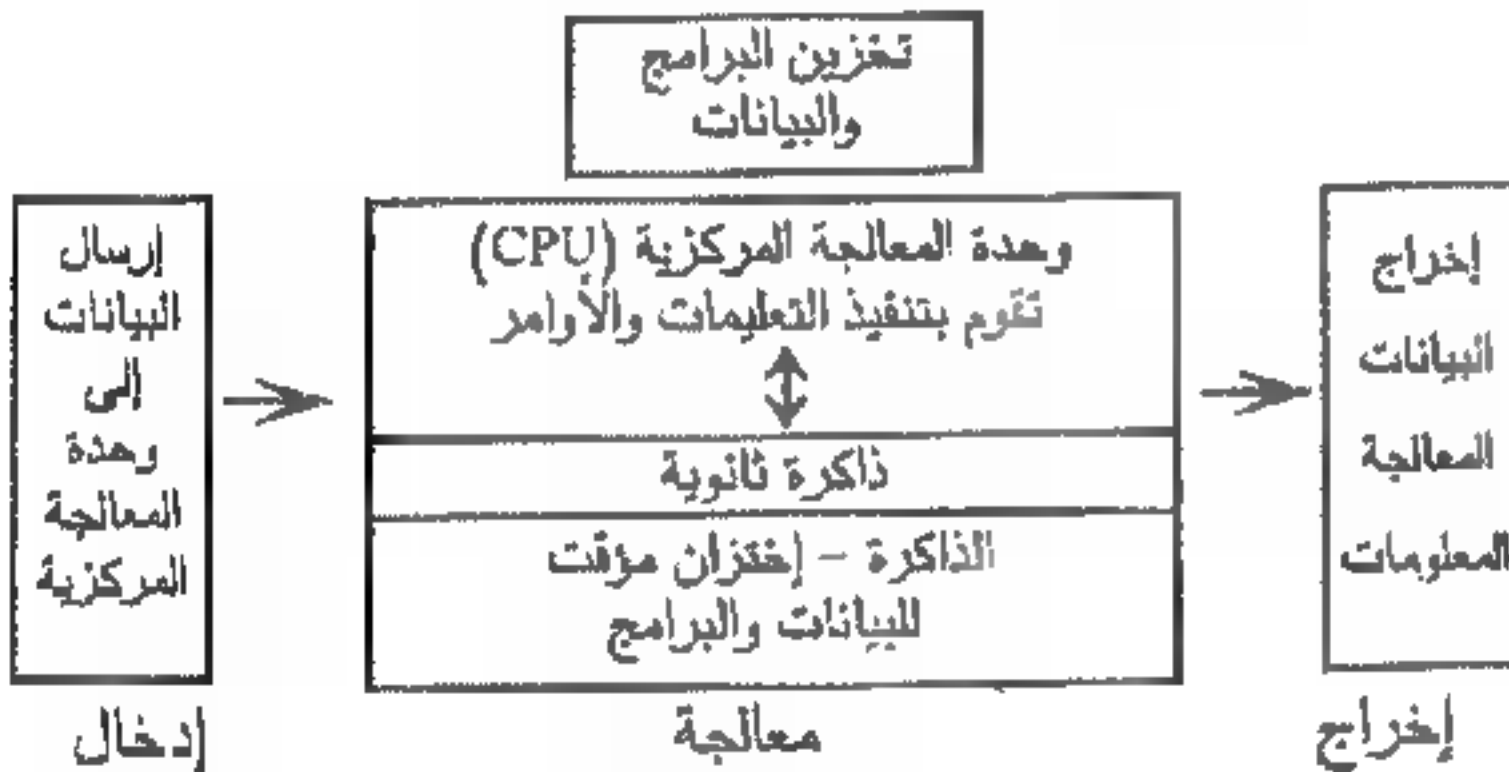 تخزين البرامج
والبيانات
إرسال
البيانات
إلى
وحدة
المعالجة
المركزية
وحدة المعالجة المركزية (CPU)
تقوم بتنفيذ التعليمات والأوامر
ذاكرة ثانوية
الذاكرة – إختزان مؤقت
للبيانات والبرامج
إخراج
البيانات
المعالجة
المعلومات
إدخال
معالجة
إخراج